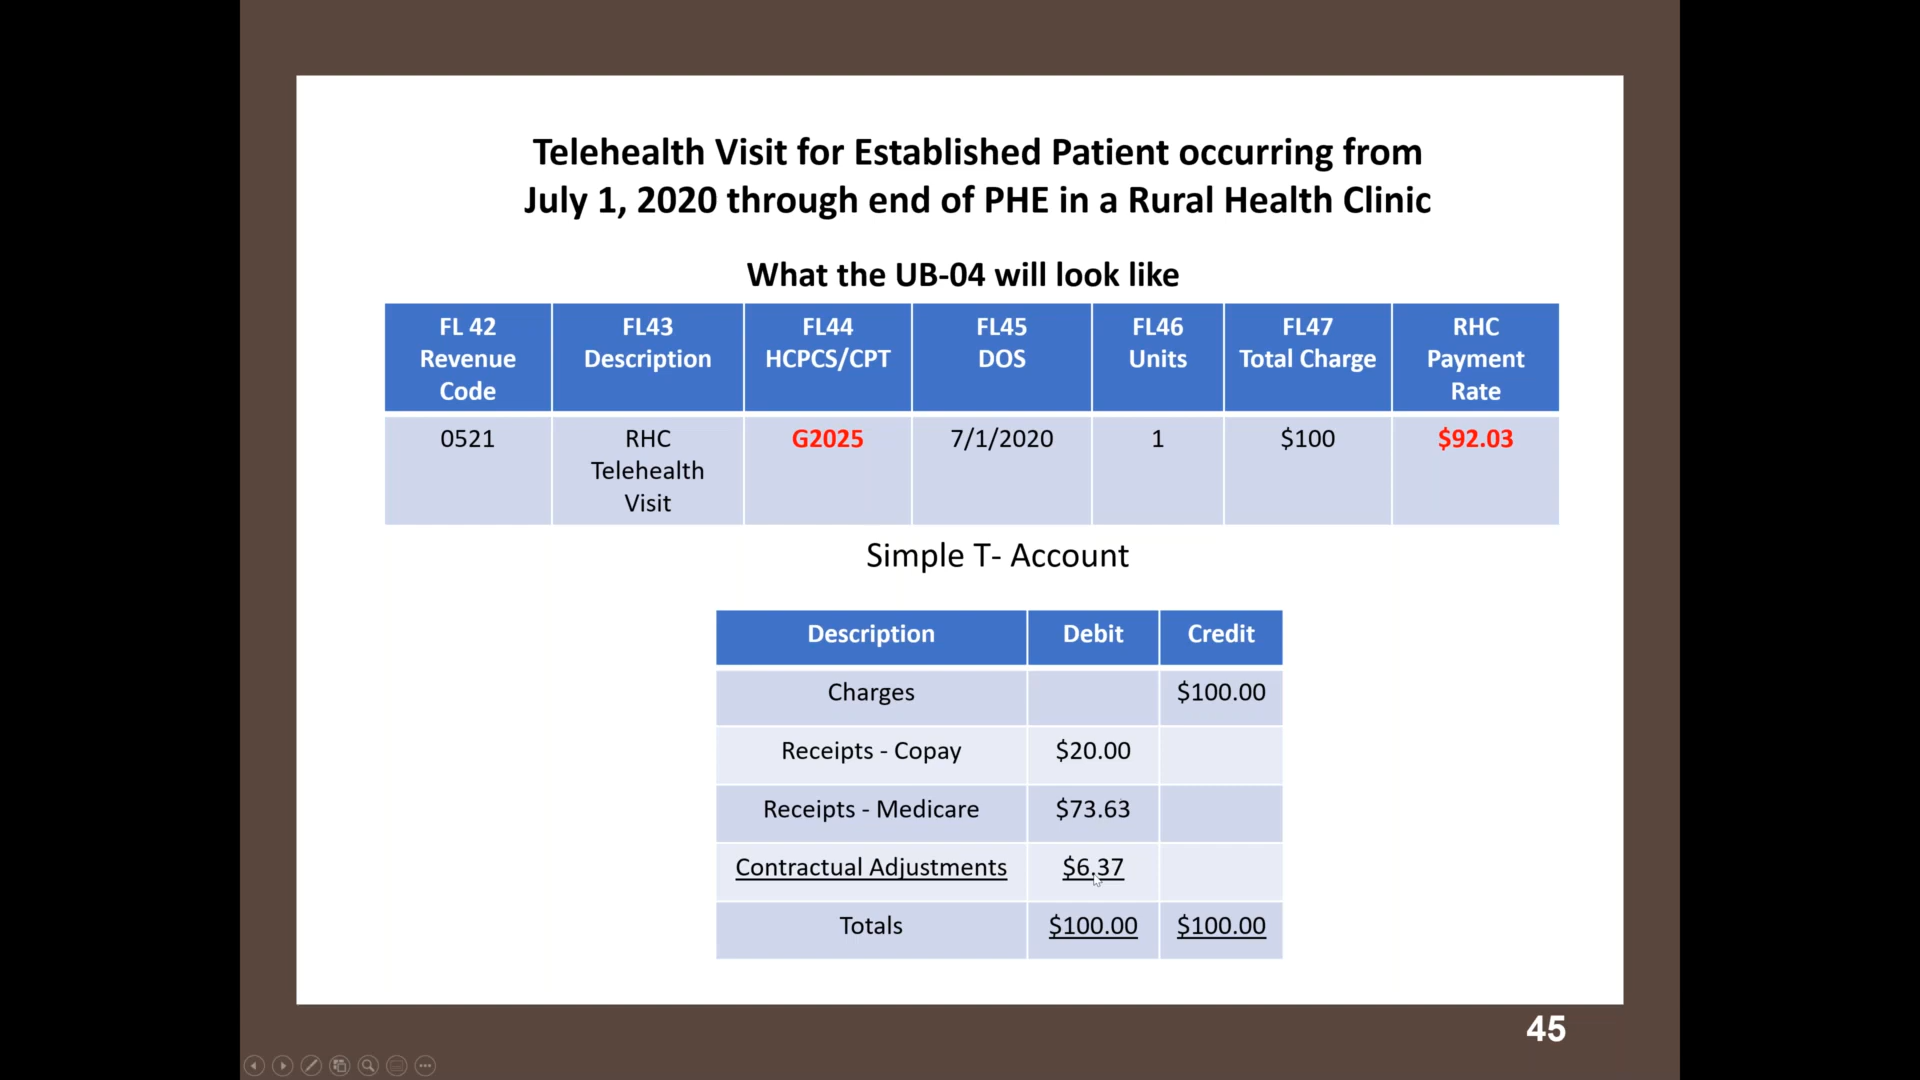 Telehealth Visit for Established Patient occurring from
July 1, 2020 through end of PHE in a Rural Health Clinic
What the UB-04 will look like
FL 42 Revenue Code | FL43 Description | FL44 HCPCS/CPT | FL45 DOS | FL46 Units | FL47 Total Charge | RHC Payment Rate
0521 | RHC Telehealth Visit | G2025 | 7/1/2020 | 1 | $100 | $92.03
Simple T- Account
Description | Debit | Credit
Charges | | $100.00
Receipts - Copay | $20.00 |
Receipts - Medicare | $73.63 |
Contractual Adjustments | $6.37 |
Totals | $100.00 | $100.00
45